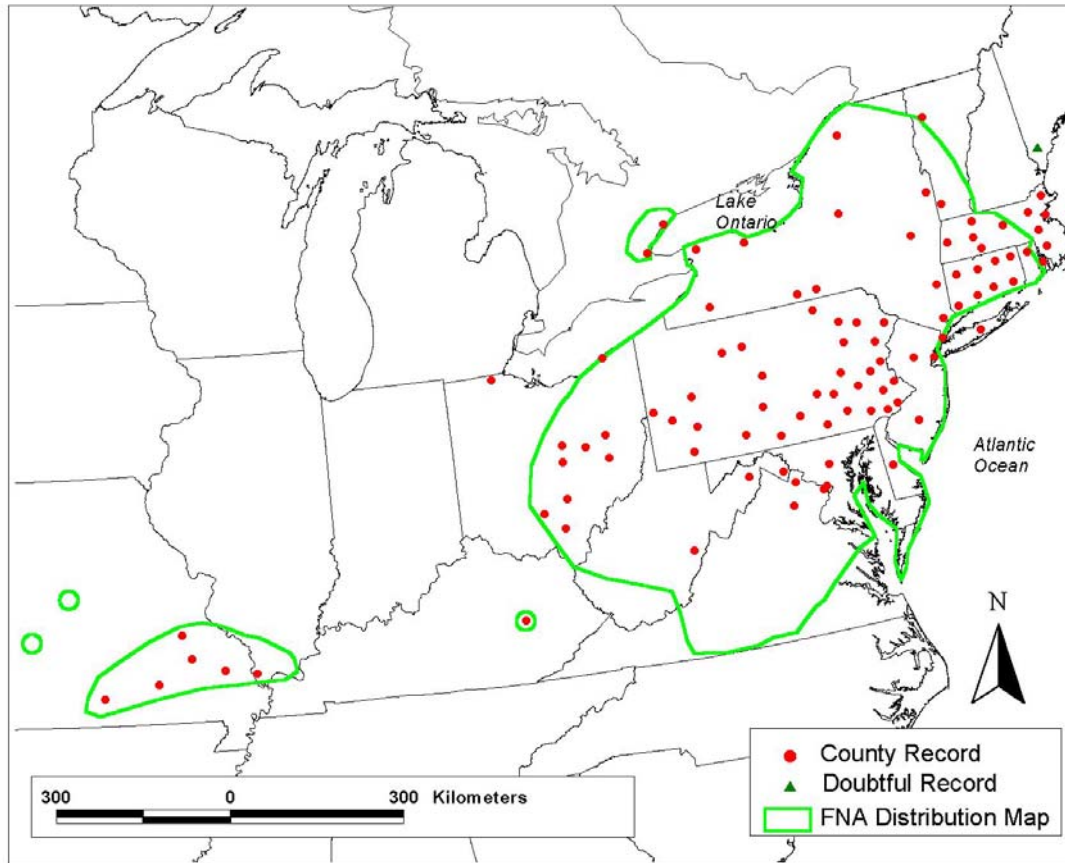 Lake
Ontario
Atlantic
Ocean
N
County Record
Doubtful Record
FNA Distribution Map
300 0 300 Kilometers